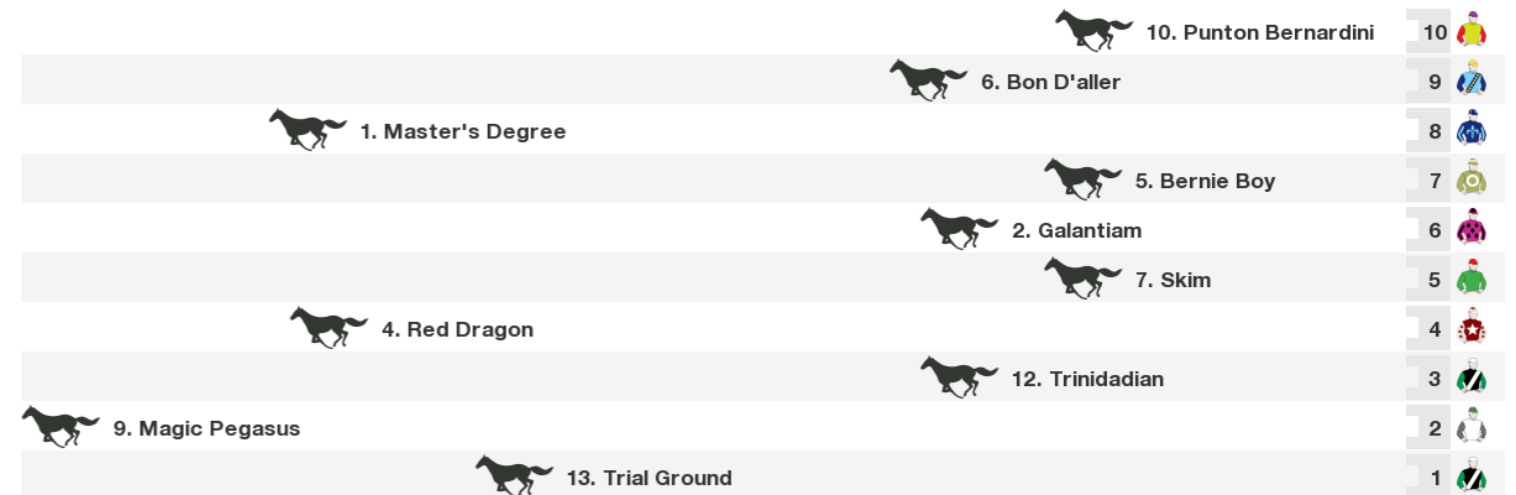 10. Punton Bernardini 10
6. Bon D'aller 9
1. Master's Degree 8
5. Bernie Boy 7
2. Galantiam 6
7. Skim 5
4. Red Dragon 4
12. Trinidadian 3
9. Magic Pegasus 2
13. Trial Ground 1